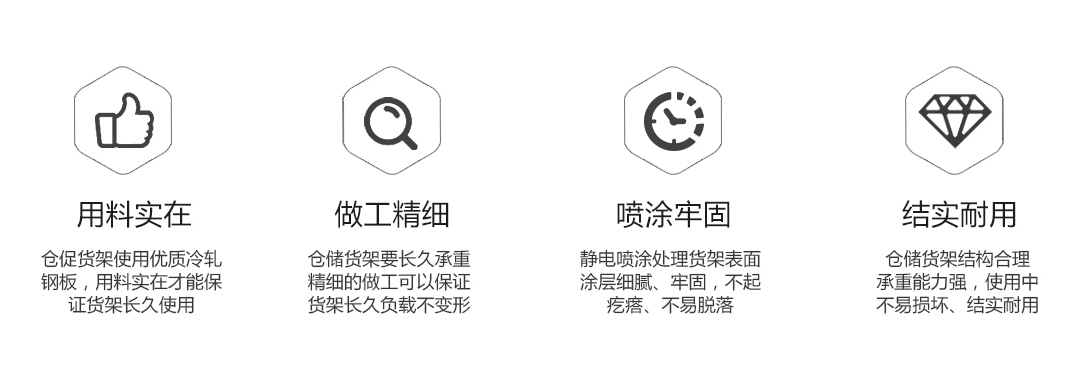 用料实在
仓促货架使用优质冷轧
钢板，用料实在才能保
证货架长久使用
做工精细
仓储货架要长久承重
精细的做工可以保证
货架长久负载不变形
喷涂牢固
静电喷涂处理货架表面
涂层细腻、牢固，不起
疙瘩、不易脱落
结实耐用
仓储货架结构合理
承重能力强，使用中
不易损坏、结实耐用